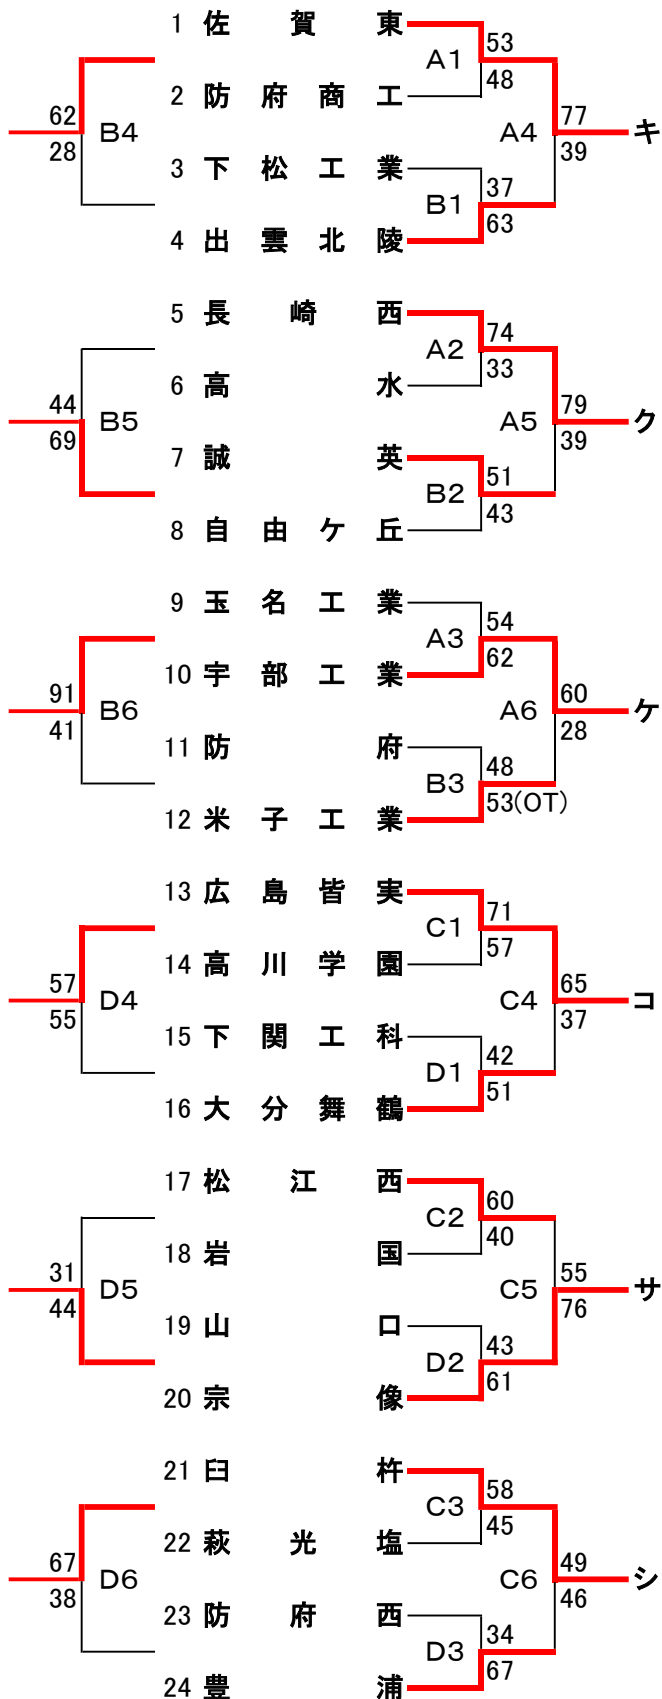 1 佐賀東
A1
53
48
2 防府商工
62
28
B4
A4
77
39
キ
3 下松工業
B1
37
63
4 出雲北陵
5 長崎西
A2
74
33
6 高水
44
69
B5
A5
79
39
ク
7 誠英
B2
51
43
8 自由ケ丘
9 玉名工業
A3
54
62
10 宇部工業
91
41
B6
A6
60
28
ケ
11 防府
B3
48
53(OT)
12 米子工業
13 広島皆実
C1
71
57
14 高川学園
57
55
D4
C4
65
37
コ
15 下関工科
D1
42
51
16 大分舞鶴
17 松江西
C2
60
40
18 岩国
31
44
D5
C5
55
76
サ
19 山口
D2
43
61
20 宗像
21 臼杵
C3
58
45
22 萩光塩
67
38
D6
C6
49
46
シ
23 防府西
D3
34
67
24 豊浦